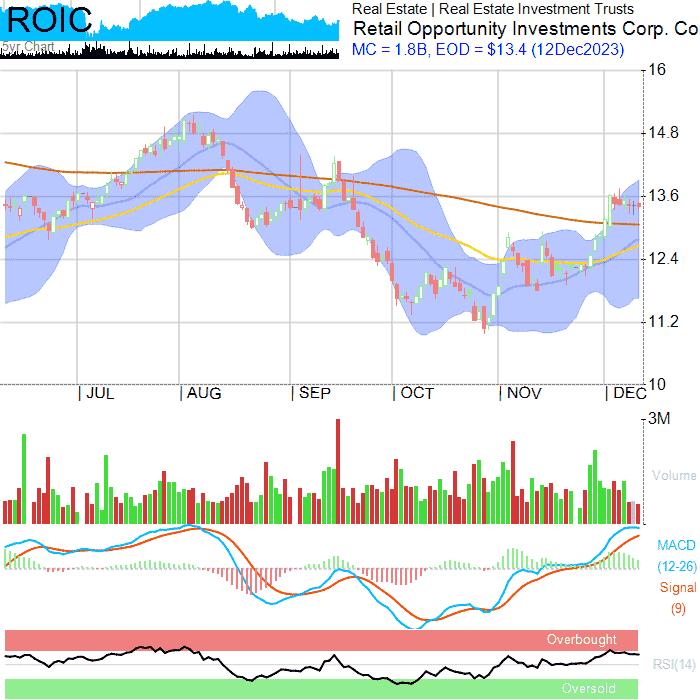 ROIC
5yr Chart
Real Estate | Real Estate Investment Trusts
Retail Opportunity Investments Corp. Co
MC = 1.8B, EOD = $13.4 (12Dec2023)
16
14.8
13.6
12.4
11.2
10
JUL
AUG
SEP
OCT
NOV
DEC
3M
Volume
MACD
(12-26)
Signal
(9)
Overbought
RSI(14)
Oversold